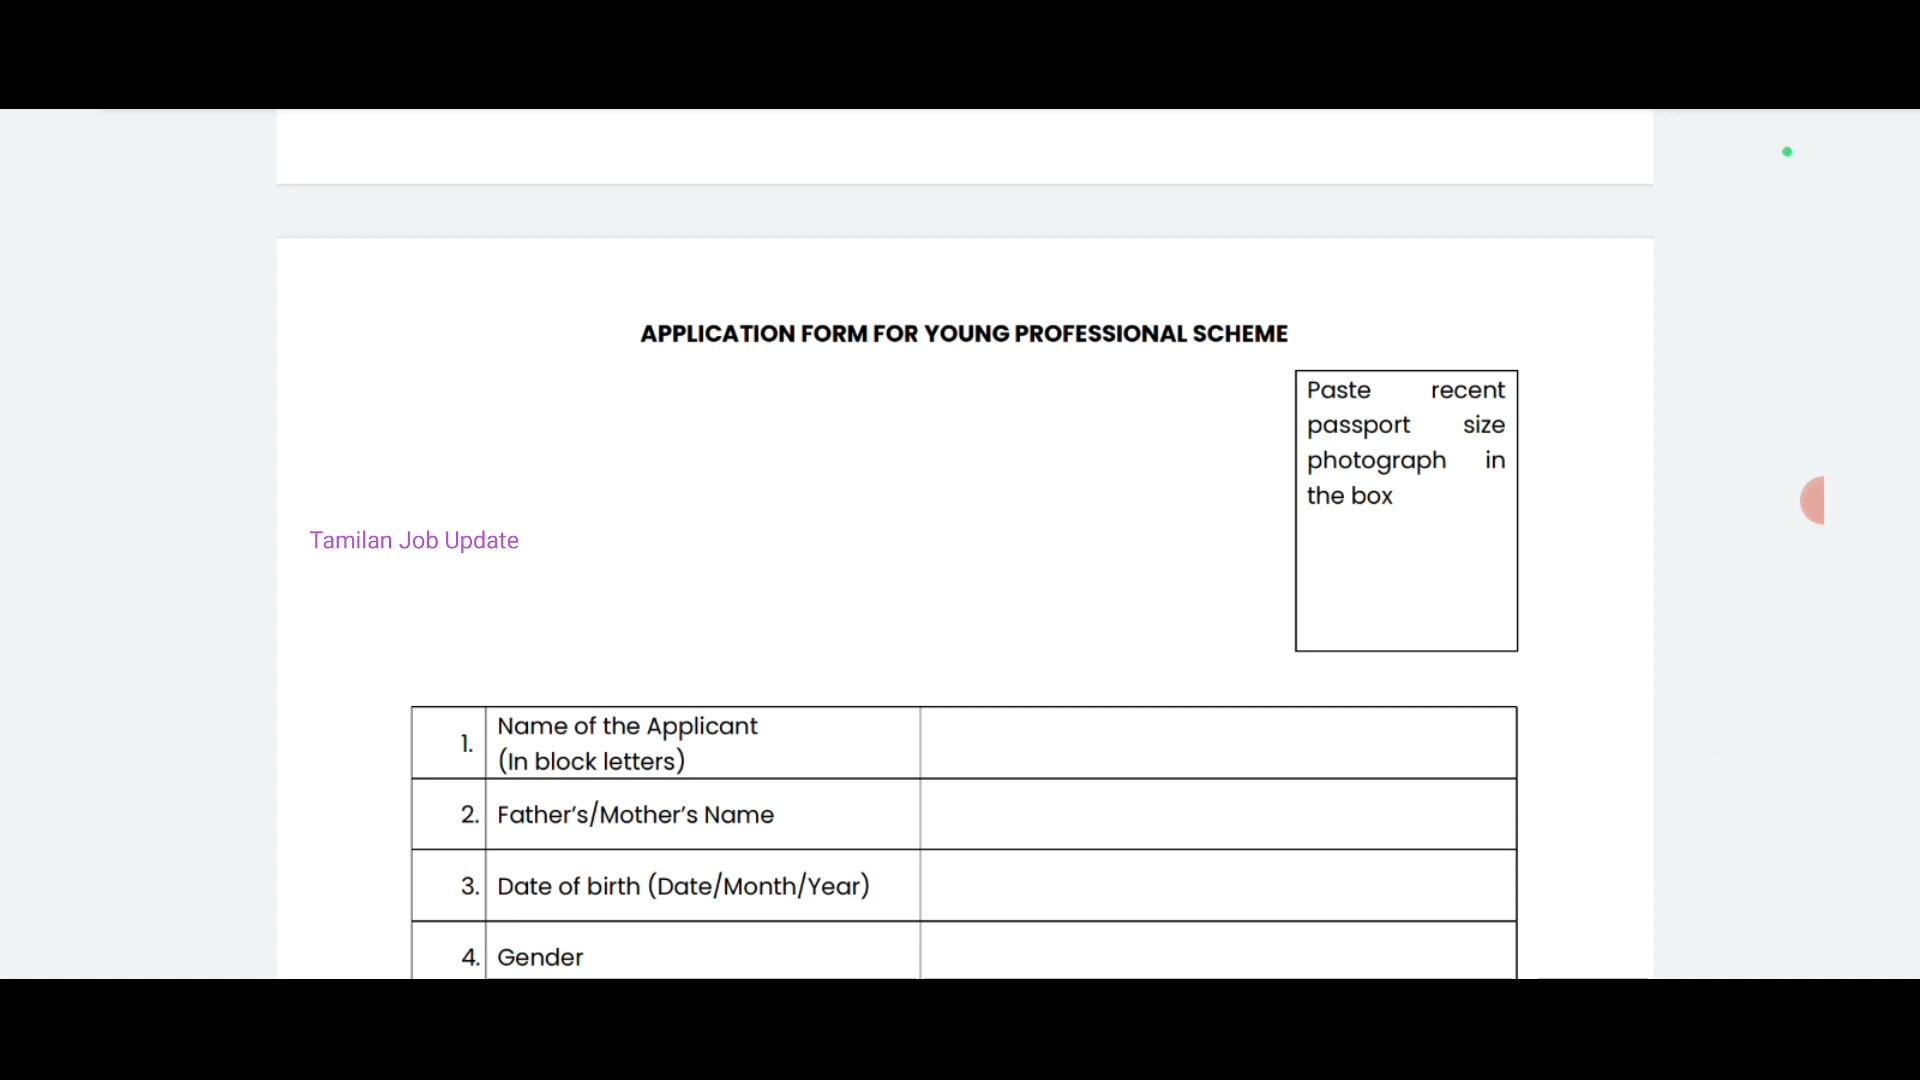 APPLICATION FORM FOR YOUNG PROFESSIONAL SCHEME
Paste recent
passport size
photograph in
the box
Tamilan Job Update
1. Name of the Applicant
(In block letters)
2. Father’s/Mother’s Name
3. Date of birth (Date/Month/Year)
4. Gender